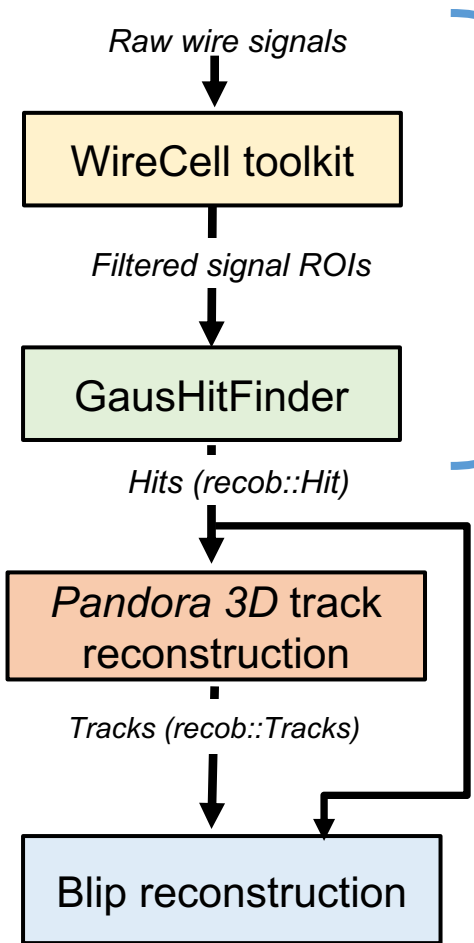 Raw wire signals
WireCell toolkit
Filtered signal ROIs
GausHitFinder
Hits (recob::Hit)
Pandora 3D track
reconstruction
Tracks (recob::Tracks)
Blip reconstruction